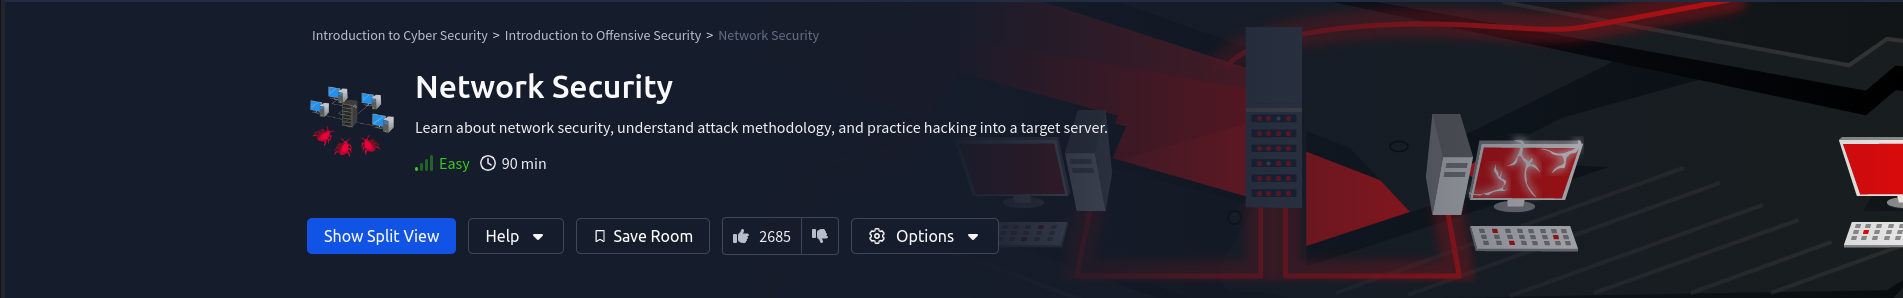 Introduction to Cyber Security > Introduction to Offensive Security > Network Security
Network Security
Learn about network security, understand attack methodology, and practice hacking into a target server.
Easy 90 min
Show Split View Help Save Room 2685 Options